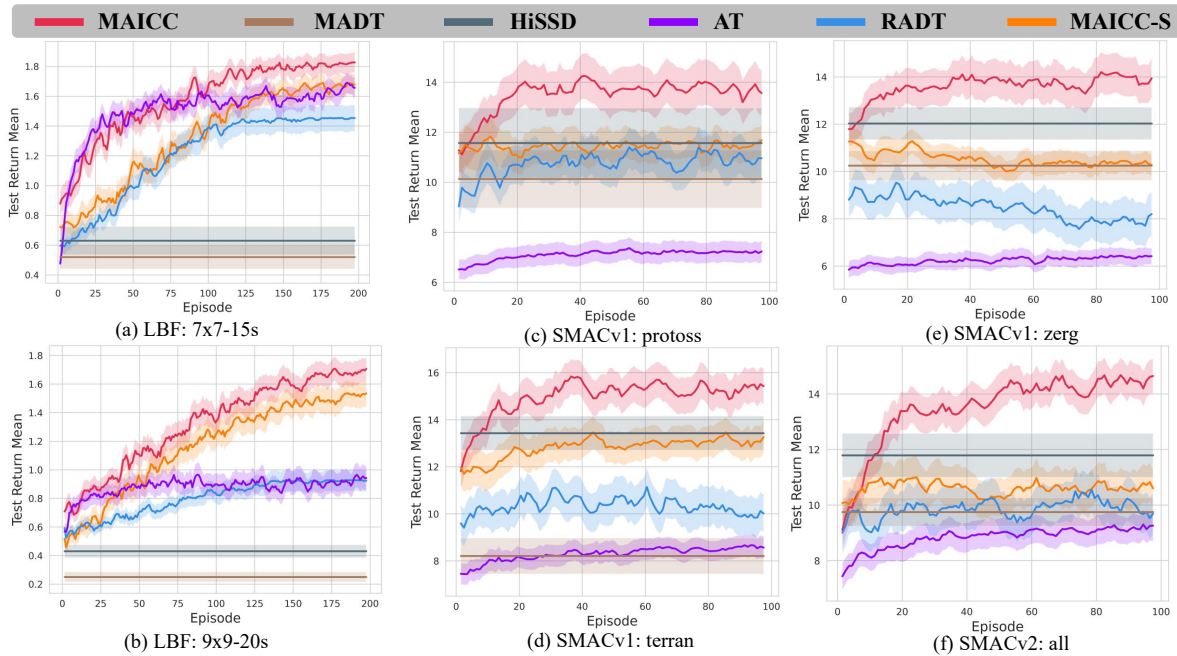 MAICC MADT HiSSD AT RADT MAICC-S
Test Return Mean
1.8
1.6
1.4
1.2
1.0
0.8
0.6
0.4
0 25 50 75 100 125 150 175 200
Episode
(a) LBF: 7x7-15s
Test Return Mean
14
12
10
8
6
0 20 40 60 80 100
Episode
(c) SMACv1: protoss
Test Return Mean
14
12
10
8
6
0 20 40 60 80 100
Episode
(e) SMACv1: zerg
Test Return Mean
1.8
1.6
1.4
1.2
1.0
0.8
0.6
0.4
0.2
0 25 50 75 100 125 150 175 200
Episode
(b) LBF: 9x9-20s
Test Return Mean
16
14
12
10
8
0 20 40 60 80 100
Episode
(d) SMACv1: terran
Test Return Mean
14
12
10
8
0 20 40 60 80 100
Episode
(f) SMACv2: all